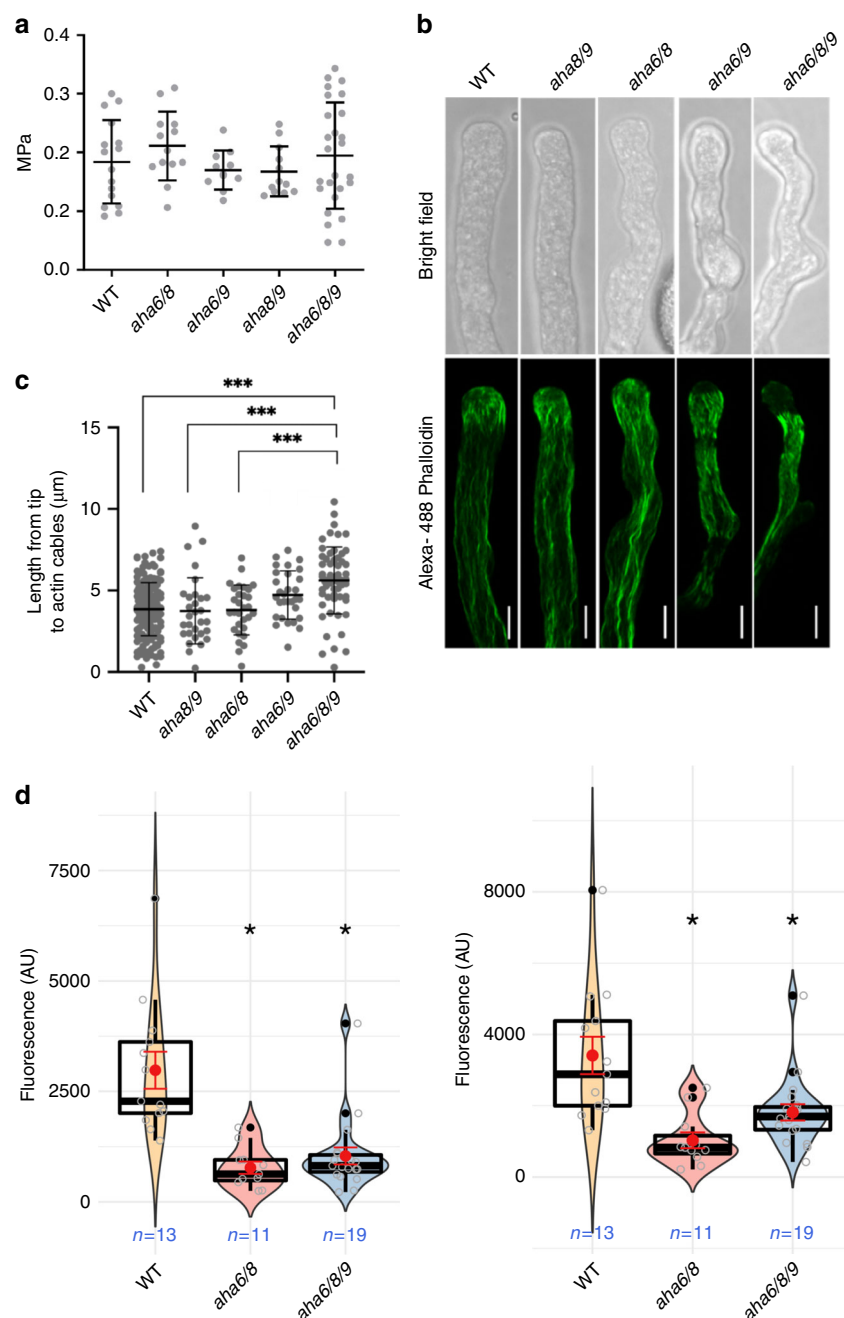 a
MPa
0.4
0.3
0.2
0.2
0.0
WT
aha6/8
aha6/9
aha8/9
aha6/8/9
b
WT
aha8/9
aha6/8
aha6/9
aha6/8/9
Bright field
Alexa- 488 Phalloidin
c
***
***
***
Length from tip
to actin cables (μm)
15
10
5
0
WT
aha8/9
aha6/8
aha6/9
aha6/8/9
d
Fluorescence (AU)
7500
5000
2500
0
*
*
n=13
n=11
n=19
WT
aha6/8
aha6/8/9
Fluorescence (AU)
8000
4000
0
*
*
n=13
n=11
n=19
WT
aha6/8
aha6/8/9